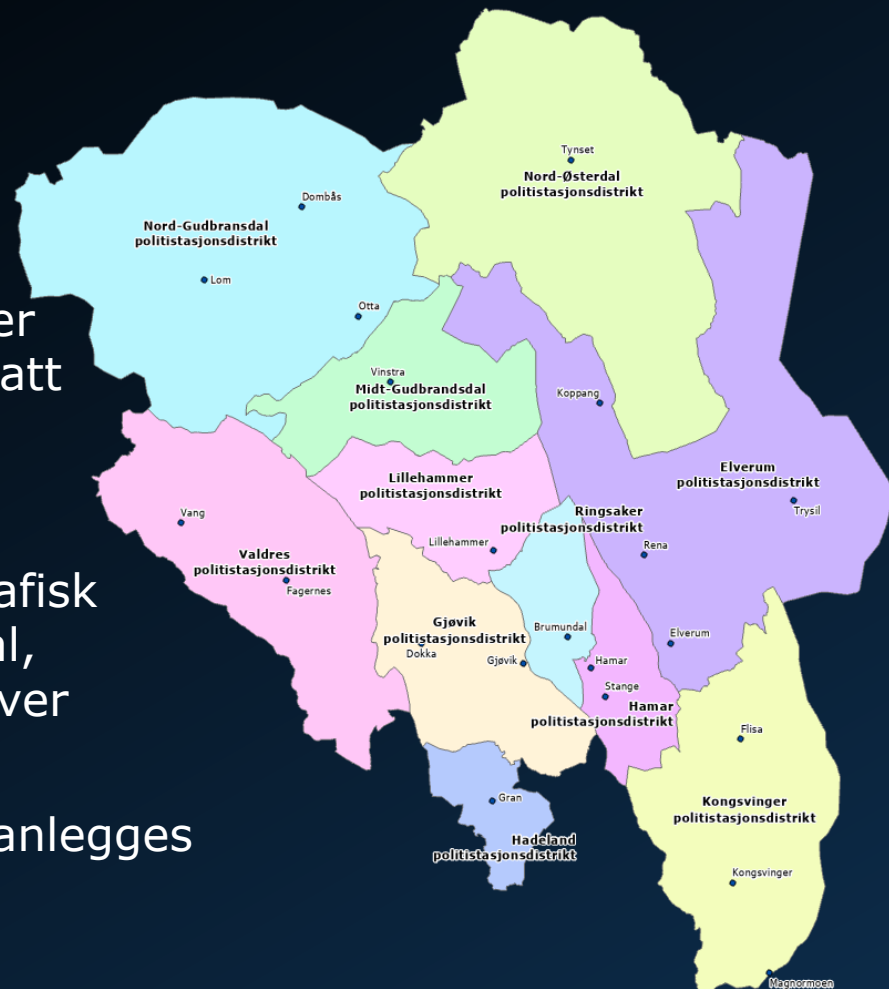 er
att
afisk
al,
ver
anlegges
Tynset
Nord-Østerdal
politistasjonsdistrikt
Dombås
Nord-Gudbransdal
politistasjonsdistrikt
Lom
Otta
Vinstra
Midt-Gudbrandsdal
politistasjonsdistrikt
Koppang
Elverum
politistasjonsdistrikt
Trysil
Lillehammer
politistasjonsdistrikt
Ringsaker
politistasjonsdistrikt
Vang
Lillehammer
Rena
Valdres
politistasjonsdistrikt
Fagernes
Gjøvik
politistasjonsdistrikt
Dokka
Gjøvik
Brumundal
Elverum
Hamar
Stange
Hamar
politistasjonsdistrikt
Flisa
Gran
Kongsvinger
politistasjonsdistrikt
Hadeland
politistasjonsdistrikt
Kongsvinger
Magnormoen